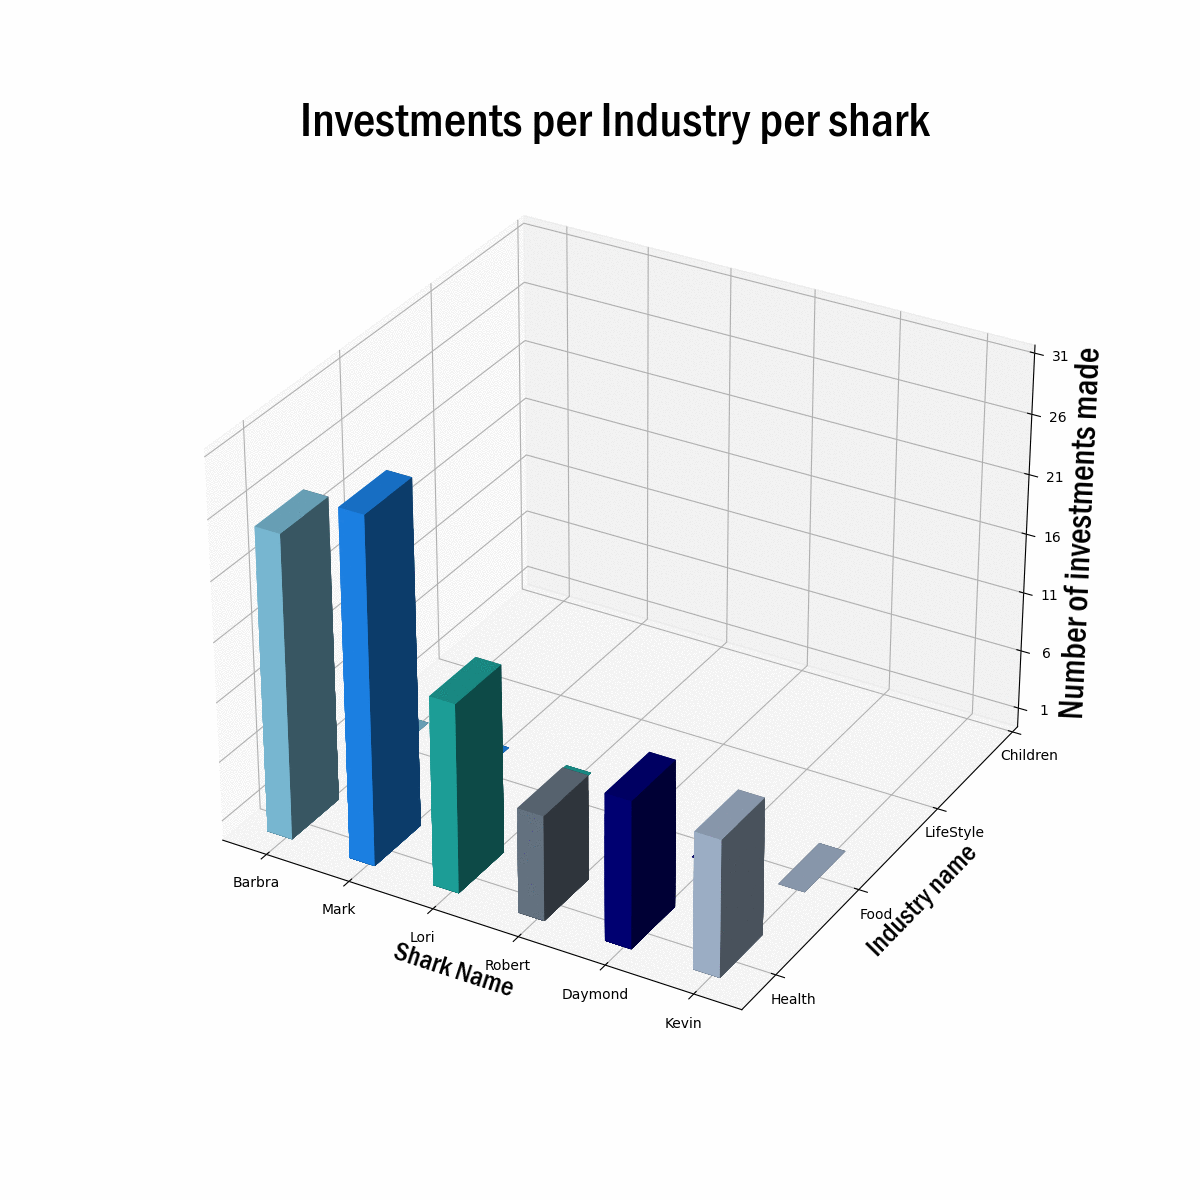 Investments per Industry per shark
31
26
21
16
11
6
1
Number of investments made
Children
LifeStyle
Food
Health
Industry name
Barbra
Mark
Lori
Robert
Daymond
Kevin
Shark Name